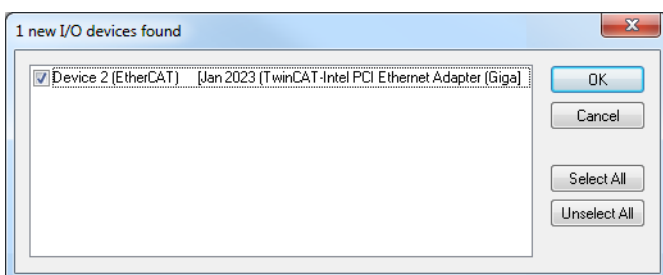 1 new I/O devices found
Device 2 (EtherCAT) [Jan 2023 (TwinCAT-Intel PCI Ethernet Adapter (Giga]
OK
Cancel
Select All
Unselect All